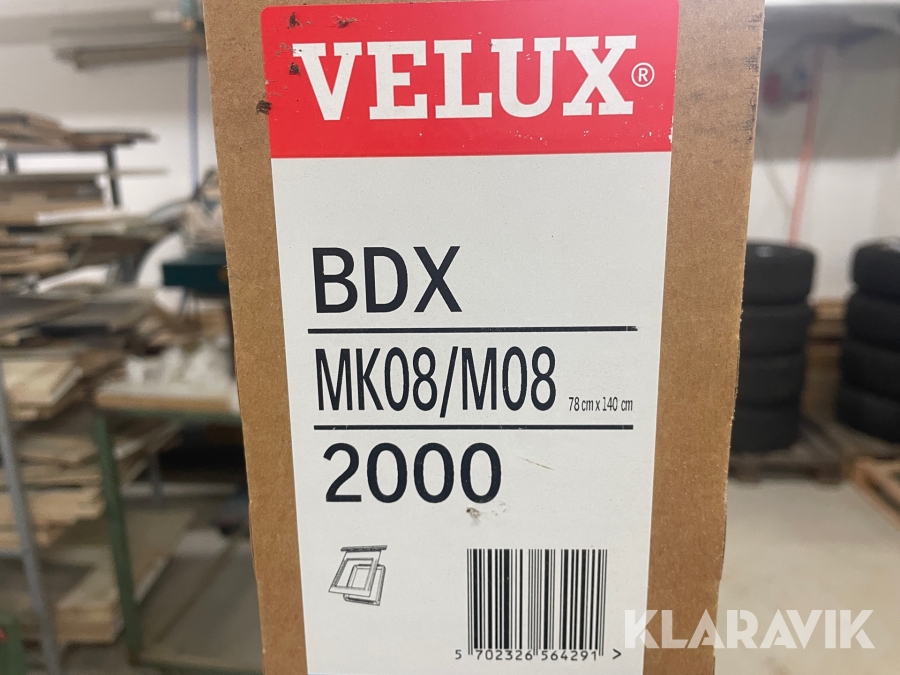 VELUX®
BDX
MK08/M08 78 cm x 140 cm
2000
5 702326 564291 >
KLARAVIK